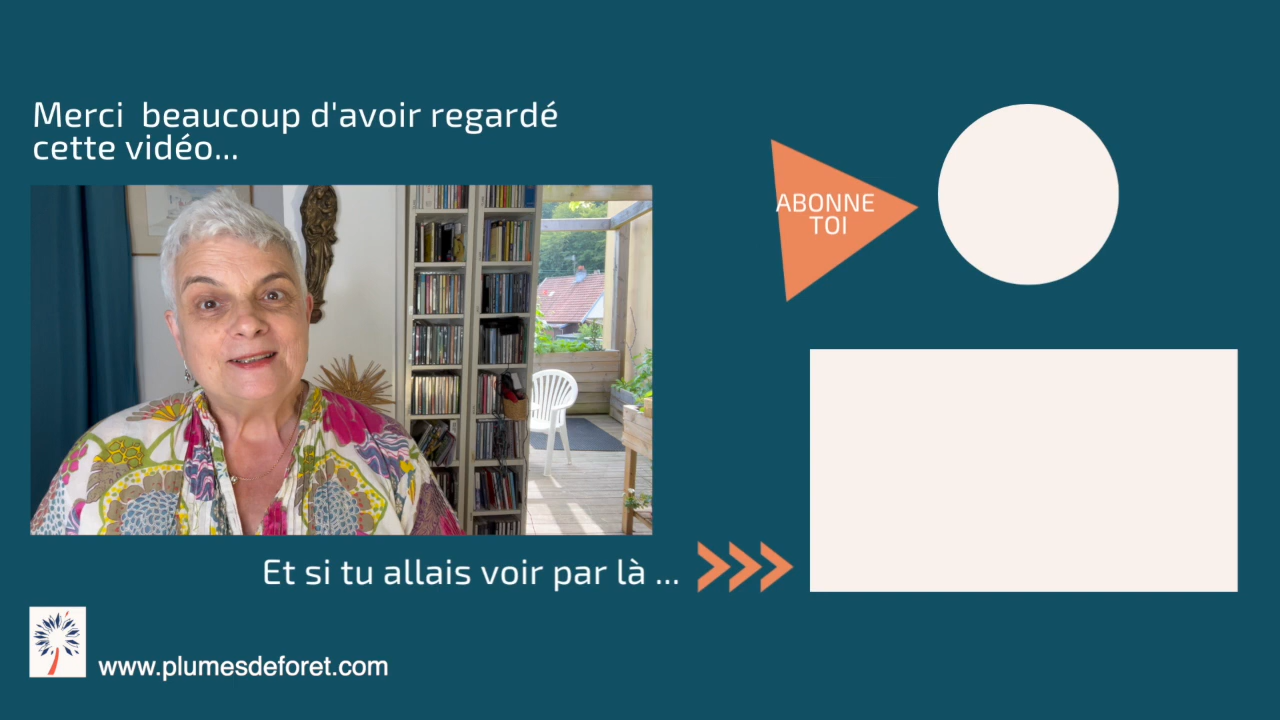 Merci beaucoup d'avoir regardé
cette vidéo...
ABONNE
TOI
Et si tu allais voir par là ...
www.plumesdeforet.com